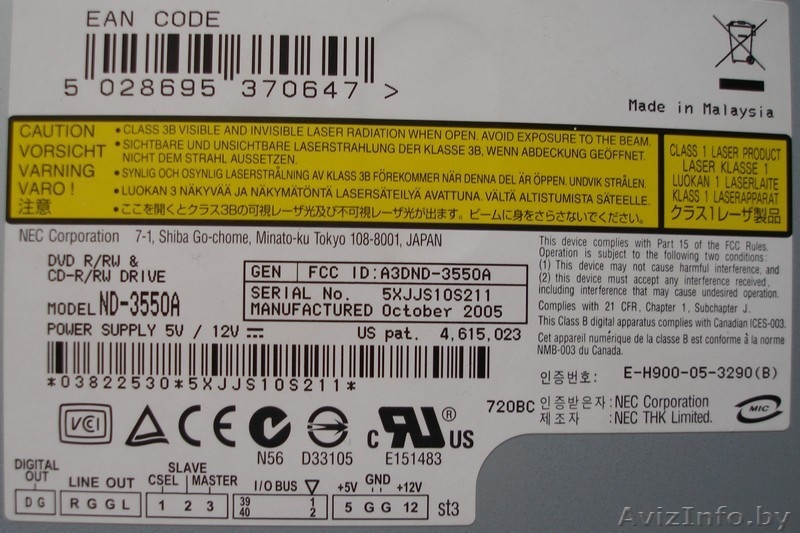 EAN CODE
5 028695 370647 >
Made in Malaysia
CAUTION
VORSICHT
VARNING
VARO !
注意
• CLASS 3B VISIBLE AND INVISIBLE LASER RADIATION WHEN OPEN. AVOID EXPOSURE TO THE BEAM.
• SICHTBARE UND UNSICHTBARE LASERSTRAHLUNG DER KLASSE 3B, WENN ABDECKUNG GEÖFFNET.
NICHT DEM STRAHL AUSSETZEN.
• SYNLIG OCH OSYNLIG LASERSTRÅLNING AV KLASS 3B FÖREKOMMER NÄR DENNA DEL ÄR ÖPPEN. UNDVIK STRÅLEN.
• LUOKAN 3 NÄKYVÄÄ JA NÄKYMÄTÖNTÄ LASERSÄTEILYÄ AVATTUNA. VÄLTÄ ALTISTUMISTA SÄTEELLE.
• ここを開くとクラス3Bの可視レーザ光及び不可視レーザ光が出ます。ビームに身をさらさないでください。
CLASS 1 LASER PRODUCT
LASER KLASSE 1
LUOKAN 1 LASERLAITE
KLASS 1 LASERAPPARAT
クラス1レーザ製品
NEC Corporation 7-1, Shiba Go-chome, Minato-ku Tokyo 108-8001, JAPAN
DVD R/RW &
CD-R/RW DRIVE
MODEL ND-3550A
POWER SUPPLY 5V / 12V
GEN FCC ID:A3DND-3550A
SERIAL No. 5XJJS10S211
MANUFACTURED October 2005
US pat. 4,615,023
*03822530*5XJJS10S211*
This device complies with Part 15 of the FCC Rules.
Operation is subject to the following two conditions:
(1) This device may not cause harmful interference, and
(2) this device must accept any interference received,
including interference that may cause undesired operation.
Complies with 21 CFR, Chapter 1, Subchapter J.
This Class B digital apparatus complies with Canadian ICES-003.
Cet appareil numérique de la classe B est conforme à la norme
NMB-003 du Canada.
인증번호: E-H900-05-3290(B)
720BC 인증받은자 : NEC Corporation
제조자 : NEC THK Limited.
MIC
VCI
CE
N56
D33105
c UR ® US
E151483
DIGITAL
OUT
D G
LINE OUT
R G G L
SLAVE
CSEL MASTER
1 2 3
I/O BUS
39 1
40 2
+5V GND +12V
5 G G 12
st3
AvizInfo.by